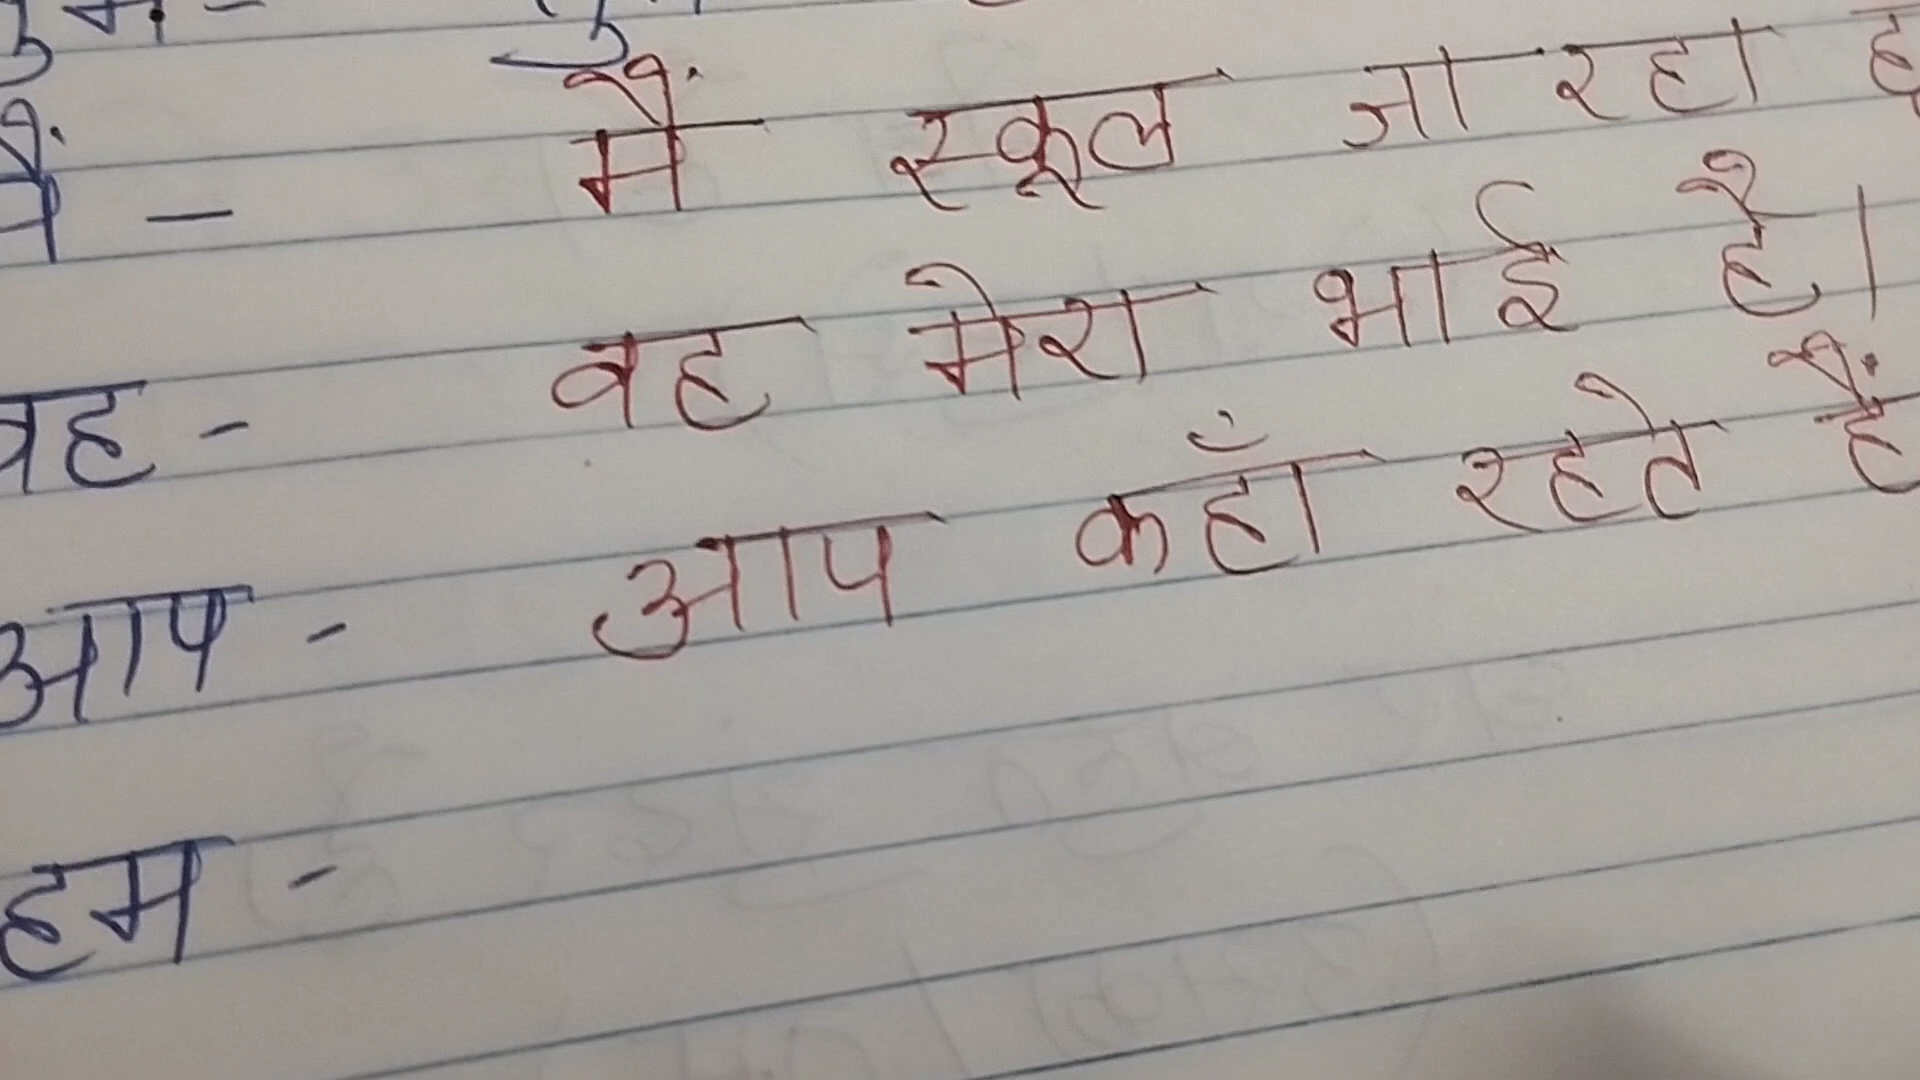 मैं - मैं स्कूल जा रहा
वह - वह मेरा भाई है।
आप - आप कहाँ रहते हैं
हम -